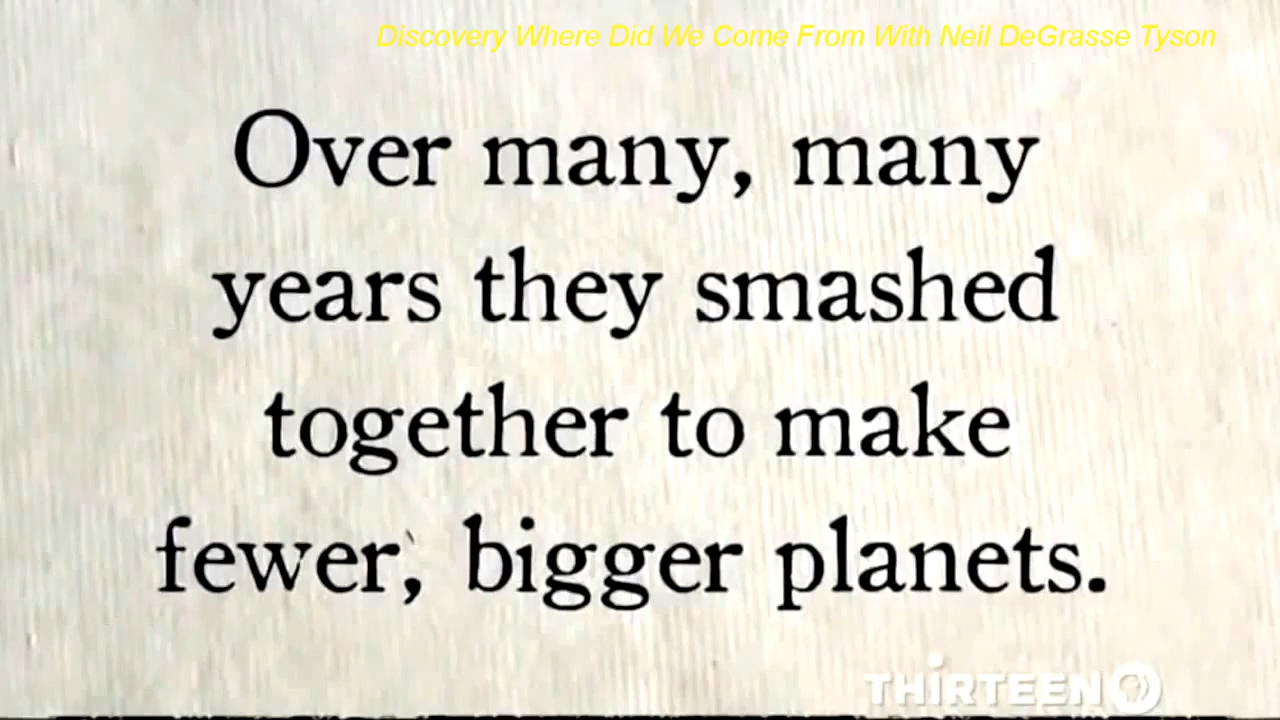 Discovery Where Did We Come From With Neil DeGrasse Tyson
Over many, many
years they smashed
together to make
fewer, bigger planets.
THIRTEEN